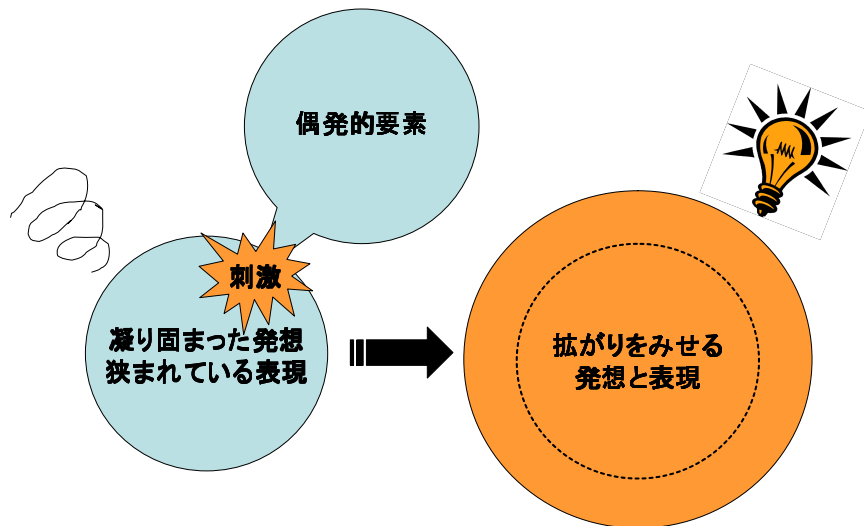 偶発的要素
刺激
凝り固まった発想
狭まれている表現
拡がりをみせる
発想と表現